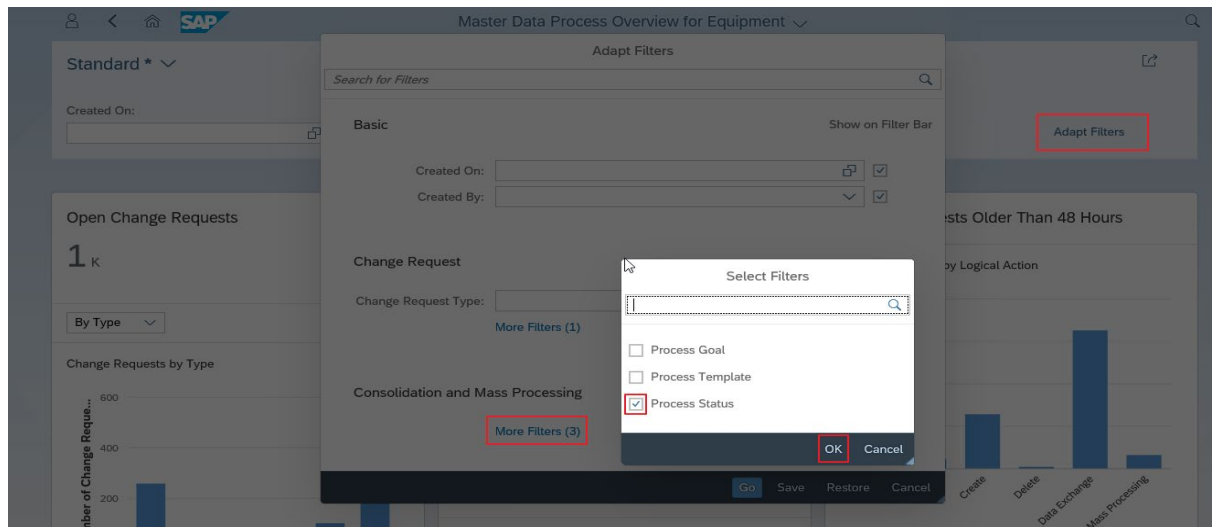 SAP
Master Data Process Overview for Equipment
Standard *
Created On:
Adapt Filters
Open Change Requests
1 K
By Type
Change Requests by Type
600
400
200
Adapt Filters
Search for Filters
Basic
Show on Filter Bar
Created On:
Created By:
Change Request
Change Request Type:
More Filters (1)
Consolidation and Mass Processing
More Filters (3)
Go Save Restore Cancel
Select Filters
Process Goal
Process Template
Process Status
OK Cancel
Older Than 48 Hours
by Logical Action
Create
Delete
Data Exchange
Mass Processing